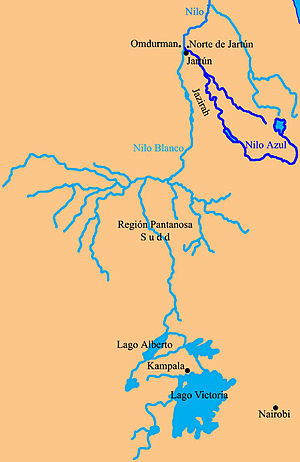 Nilo
Omdurman
Norte de Jartún
Jartún
Jazirah
Nilo Azul
Nilo Blanco
Región Pantanosa
Sudd
Lago Alberto
Kampala
Lago Victoria
Nairobi